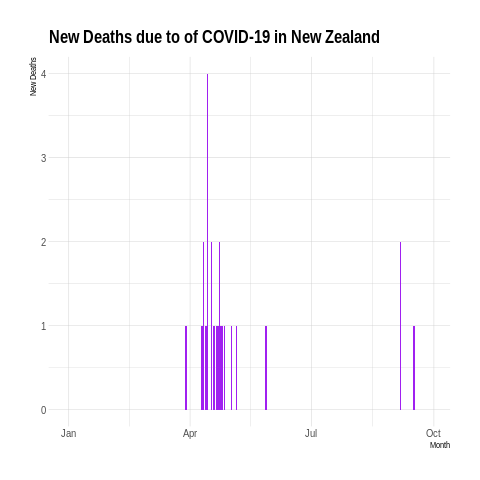 New Deaths due to of COVID-19 in New Zealand
New Deaths
4
3
2
1
0
Jan Apr Jul Oct
Month